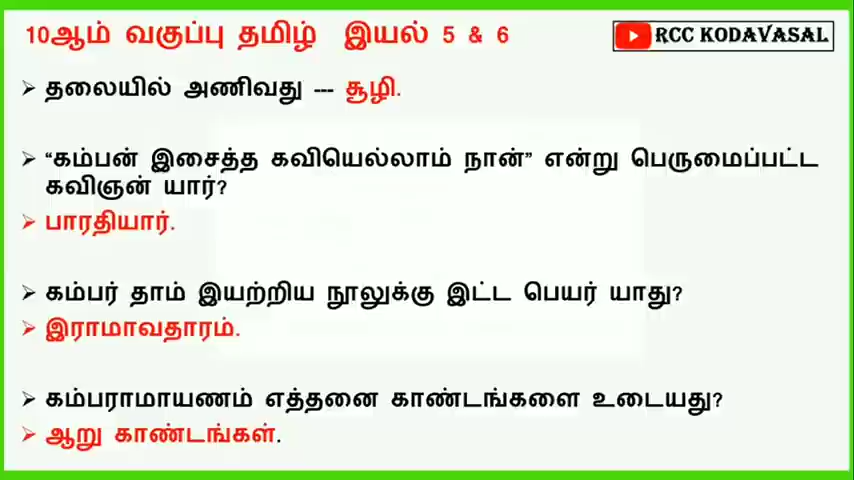 10ஆம் வகுப்பு தமிழ் இயல் 5 & 6
RCC KODAVASAL
தலையில் அணிவது --- சூழி.
“கம்பன் இசைத்த கவியெல்லாம் நான்” என்று பெருமைப்பட்ட
கவிஞன் யார்?
பாரதியார்.
கம்பர் தாம் இயற்றிய நூலுக்கு இட்ட பெயர் யாது?
இராமாவதாரம்.
கம்பராமாயணம் எத்தனை காண்டங்களை உடையது?
ஆறு காண்டங்கள்.